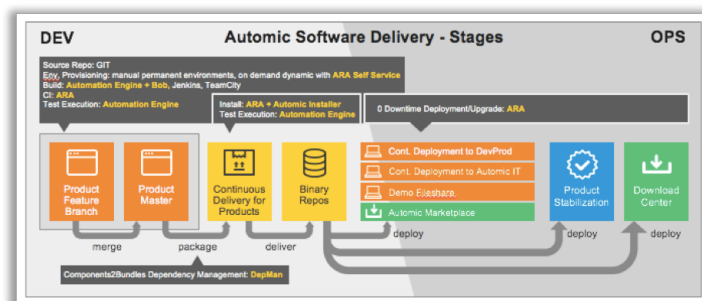 DEV
Automic Software Delivery - Stages
OPS
Source Repo: GIT
Env. Provisioning: manual permanent environments, on demand dynamic with ARA Self Service
Build: Automation Engine + Bob, Jenkins, TeamCity
CI: ARA
Test Execution: Automation Engine
Install: ARA + Automic Installer
Test Execution: Automation Engine
0 Downtime Deployment/Upgrade: ARA
Product
Feature
Branch
Product
Master
Continuous
Delivery for
Products
Binary
Repos
Cont. Deployment to DevProd
Cont. Deployment to Automic IT
Demo Fileshare
Automic Marketplace
Product
Stabilization
Download
Center
merge
package
deliver
deploy
deploy
deploy
Components2Bundles Dependency Management: DepMan